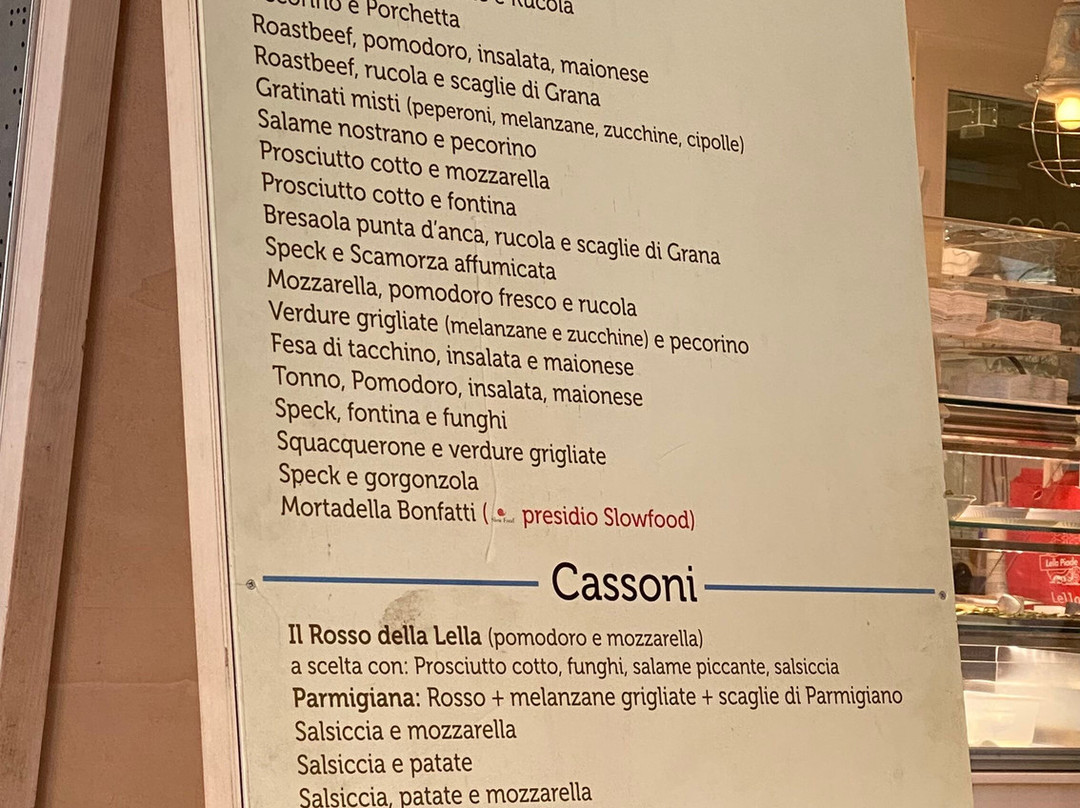 e Rucola
e Porchetta
Roastbeef, pomodoro, insalata, maionese
Roastbeef, rucola e scaglie di Grana
Gratinati misti (peperoni, melanzane, zucchine, cipolle)
Salame nostrano e pecorino
Prosciutto cotto e mozzarella
Prosciutto cotto e fontina
Bresaola punta d'anca, rucola e scaglie di Grana
Speck e Scamorza affumicata
Mozzarella, pomodoro fresco e rucola
Verdure grigliate (melanzane e zucchine) e pecorino
Fesa di tacchino, insalata e maionese
Tonno, Pomodoro, insalata, maionese
Speck, fontina e funghi
Squacquerone e verdure grigliate
Speck e gorgonzola
Mortadella Bonfatti ( Slow Food presidio Slowfood)
Cassoni
Il Rosso della Lella (pomodoro e mozzarella)
a scelta con: Prosciutto cotto, funghi, salame piccante, salsiccia
Parmigiana: Rosso + melanzane grigliate + scaglie di Parmigiano
Salsiccia e mozzarella
Salsiccia e patate
Salsiccia, patate e mozzarella